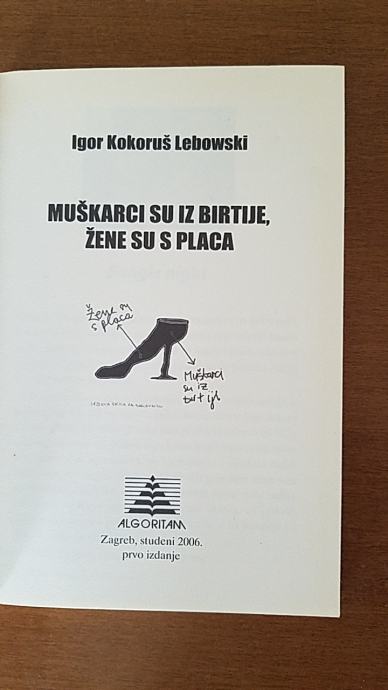 Igor Kokoruš Lebowski
MUŠKARCI SU IZ BIRTIJE,
ŽENE SU S PLACA
Žene su
s placa
Muškarci
su iz
birtije
ALGORITAM
Zagreb, studeni 2006.
prvo izdanje